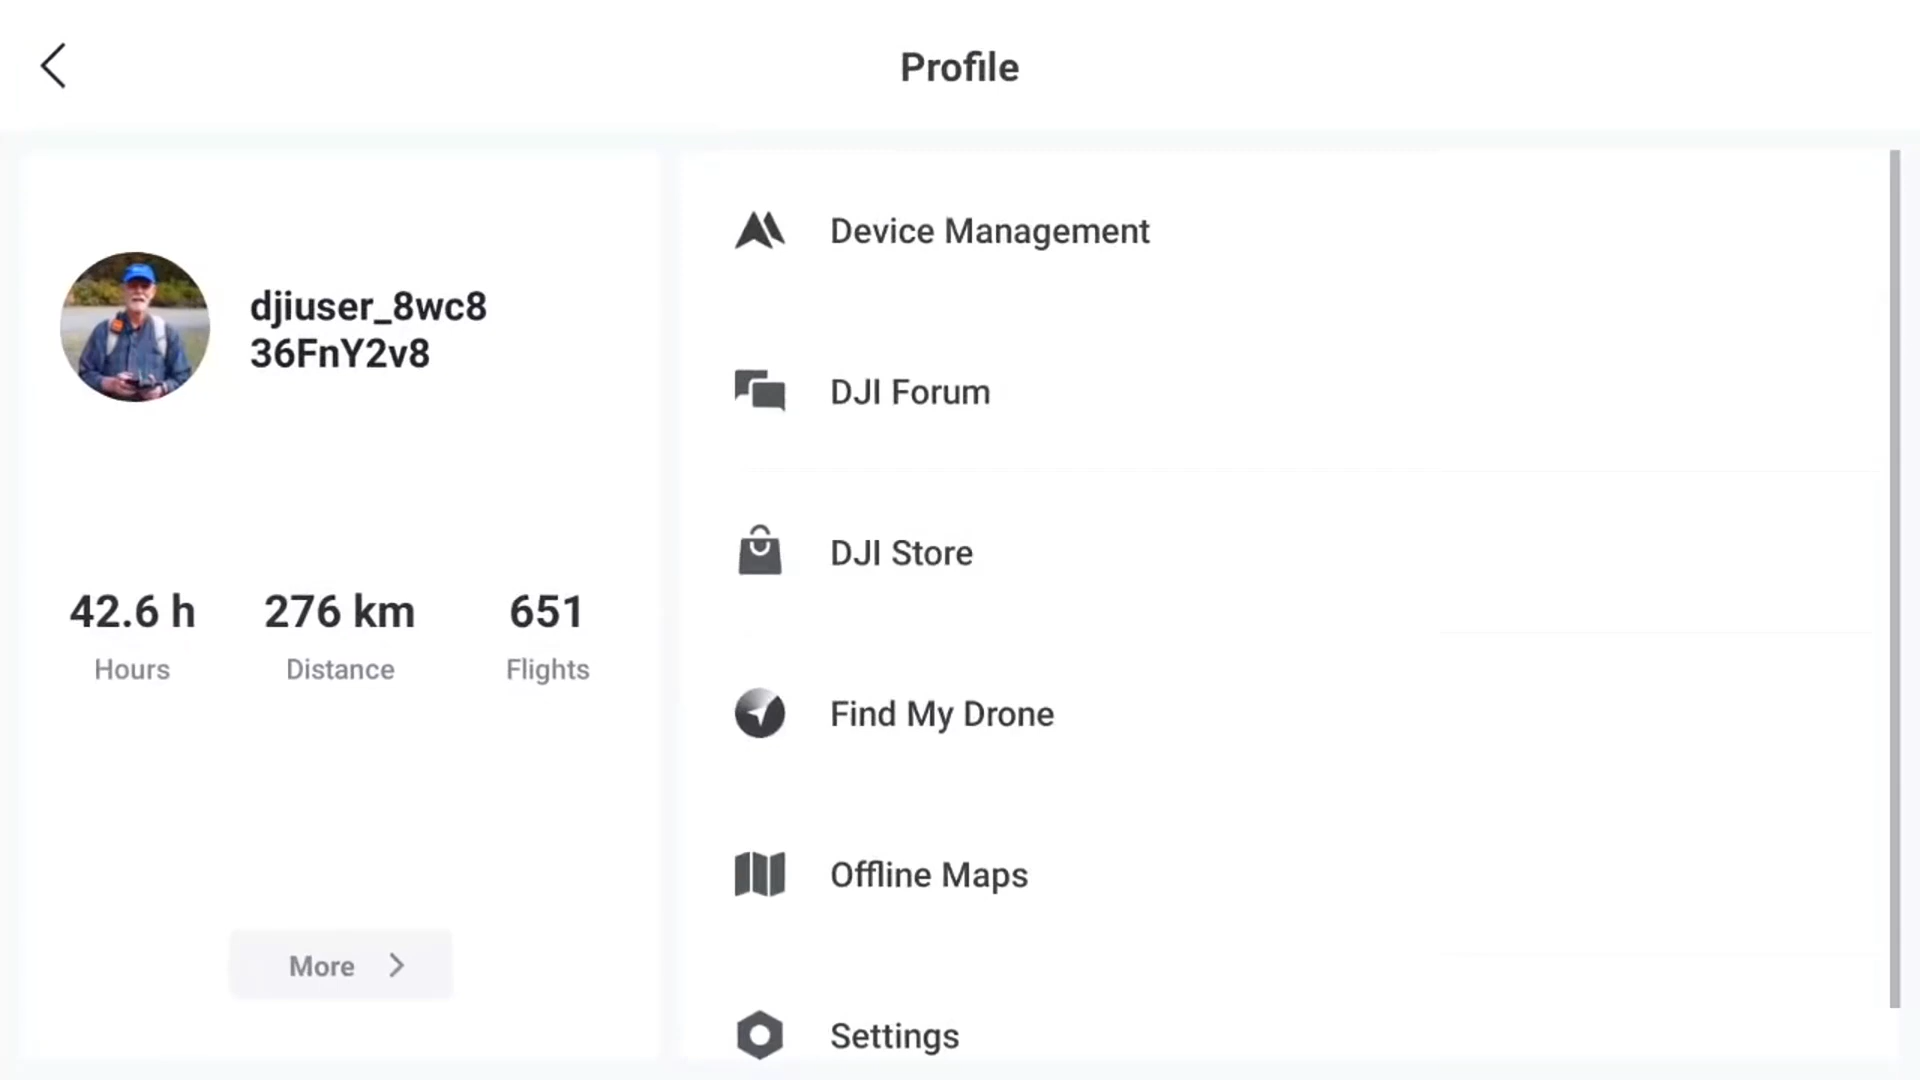 Profile
djiuser_8wc8
36FnY2v8
42.6 h 276 km 651
Hours Distance Flights
More
Device Management
DJI Forum
DJI Store
Find My Drone
Offline Maps
Settings